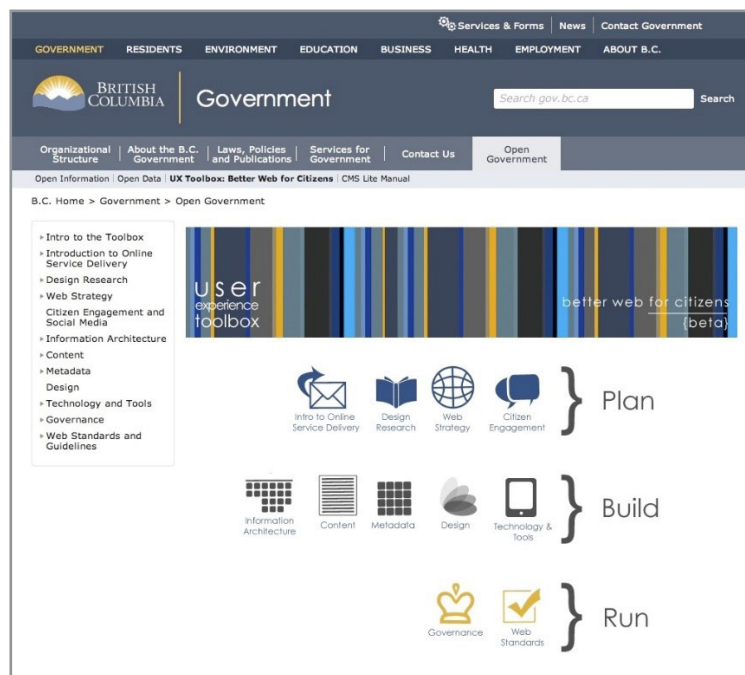 Services & Forms | News | Contact Government
GOVERNMENT RESIDENTS ENVIRONMENT EDUCATION BUSINESS HEALTH EMPLOYMENT ABOUT B.C.
BRITISH
COLUMBIA
Government
Search gov.bc.ca
Search
Organizational
Structure
About the B.C.
Government
Laws, Policies
and Publications
Services for
Government
Contact Us
Open
Government
Open Information | Open Data | UX Toolbox: Better Web for Citizens | CMS Lite Manual
B.C. Home > Government > Open Government
Intro to the Toolbox
Introduction to Online
Service Delivery
Design Research
Web Strategy
Citizen Engagement and
Social Media
Information Architecture
Content
Metadata
Design
Technology and Tools
Governance
Web Standards and
Guidelines
user
experience
toolbox
better web for citizens
{beta}
Intro to Online
Service Delivery
Design
Research
Web
Strategy
Citizen
Engagement
} Plan
Information
Architecture
Content
Metadata
Design
Technology &
Tools
} Build
Governance
Web
Standards
} Run